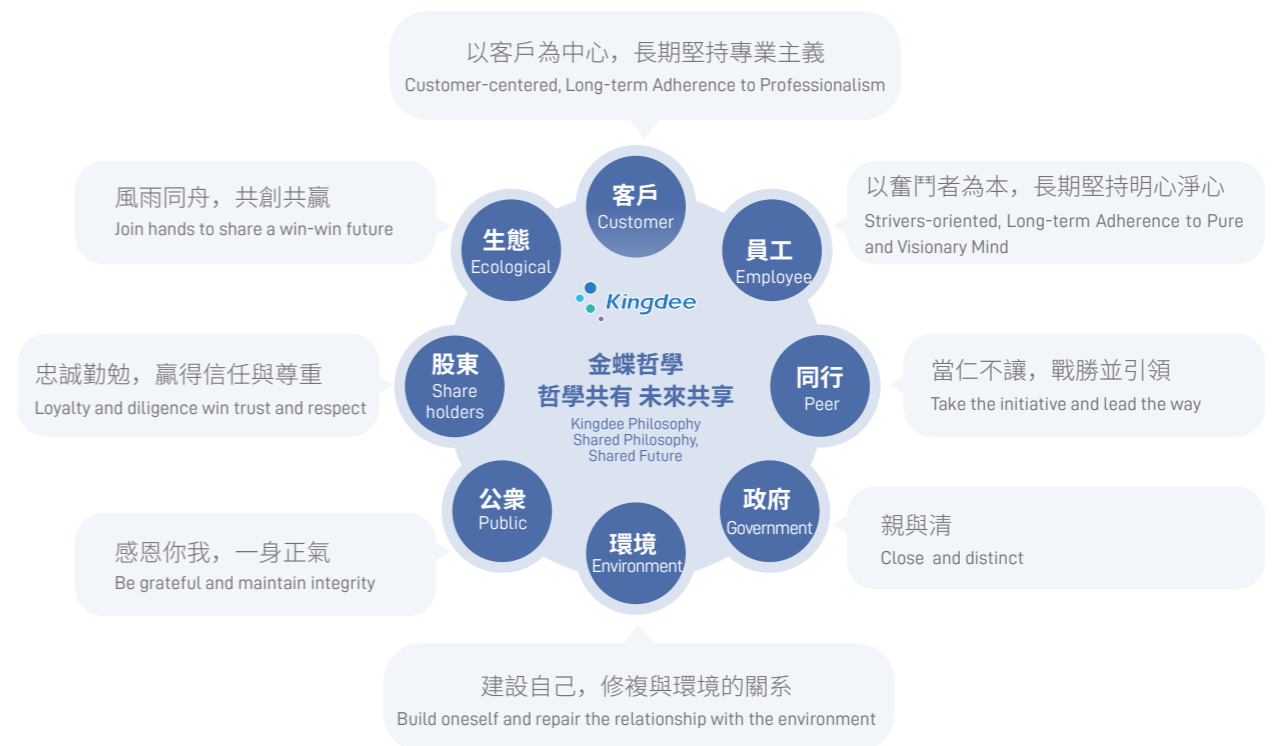 以客戶為中心，長期堅持專業主義
Customer-centered, Long-term Adherence to Professionalism
風雨同舟，共創共贏
Join hands to share a win-win future
以奮鬥者為本，長期堅持明心淨心
Strivers-oriented, Long-term Adherence to Pure
and Visionary Mind
客戶
Customer
生態
Ecological
員工
Employee
Kingdee
忠誠勤勉，贏得信任與尊重
Loyalty and diligence win trust and respect
股東
Share
holders
金蝶哲學
哲學共有 未來共享
Kingdee Philosophy
Shared Philosophy,
Shared Future
同行
Peer
當仁不讓，戰勝並引領
Take the initiative and lead the way
公衆
Public
政府
Government
感恩你我，一身正氣
Be grateful and maintain integrity
環境
Environment
親與清
Close and distinct
建設自己，修複與環境的關系
Build oneself and repair the relationship with the environment